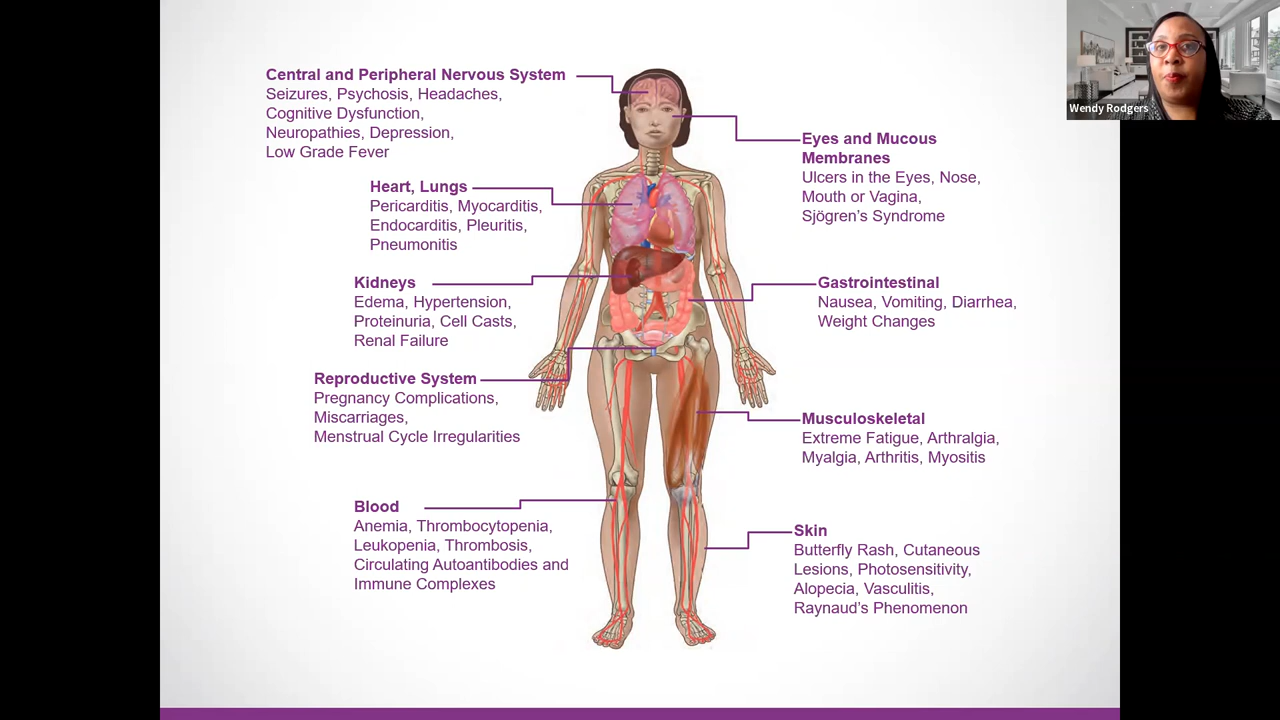 Central and Peripheral Nervous System
Seizures, Psychosis, Headaches,
Cognitive Dysfunction,
Neuropathies, Depression,
Low Grade Fever
Heart, Lungs
Pericarditis, Myocarditis,
Endocarditis, Pleuritis,
Pneumonitis
Kidneys
Edema, Hypertension,
Proteinuria, Cell Casts,
Renal Failure
Reproductive System
Pregnancy Complications,
Miscarriages,
Menstrual Cycle Irregularities
Blood
Anemia, Thrombocytopenia,
Leukopenia, Thrombosis,
Circulating Autoantibodies and
Immune Complexes
Eyes and Mucous
Membranes
Ulcers in the Eyes, Nose,
Mouth or Vagina,
Sjögren’s Syndrome
Gastrointestinal
Nausea, Vomiting, Diarrhea,
Weight Changes
Musculoskeletal
Extreme Fatigue, Arthralgia,
Myalgia, Arthritis, Myositis
Skin
Butterfly Rash, Cutaneous
Lesions, Photosensitivity,
Alopecia, Vasculitis,
Raynaud’s Phenomenon
Wendy Rodgers